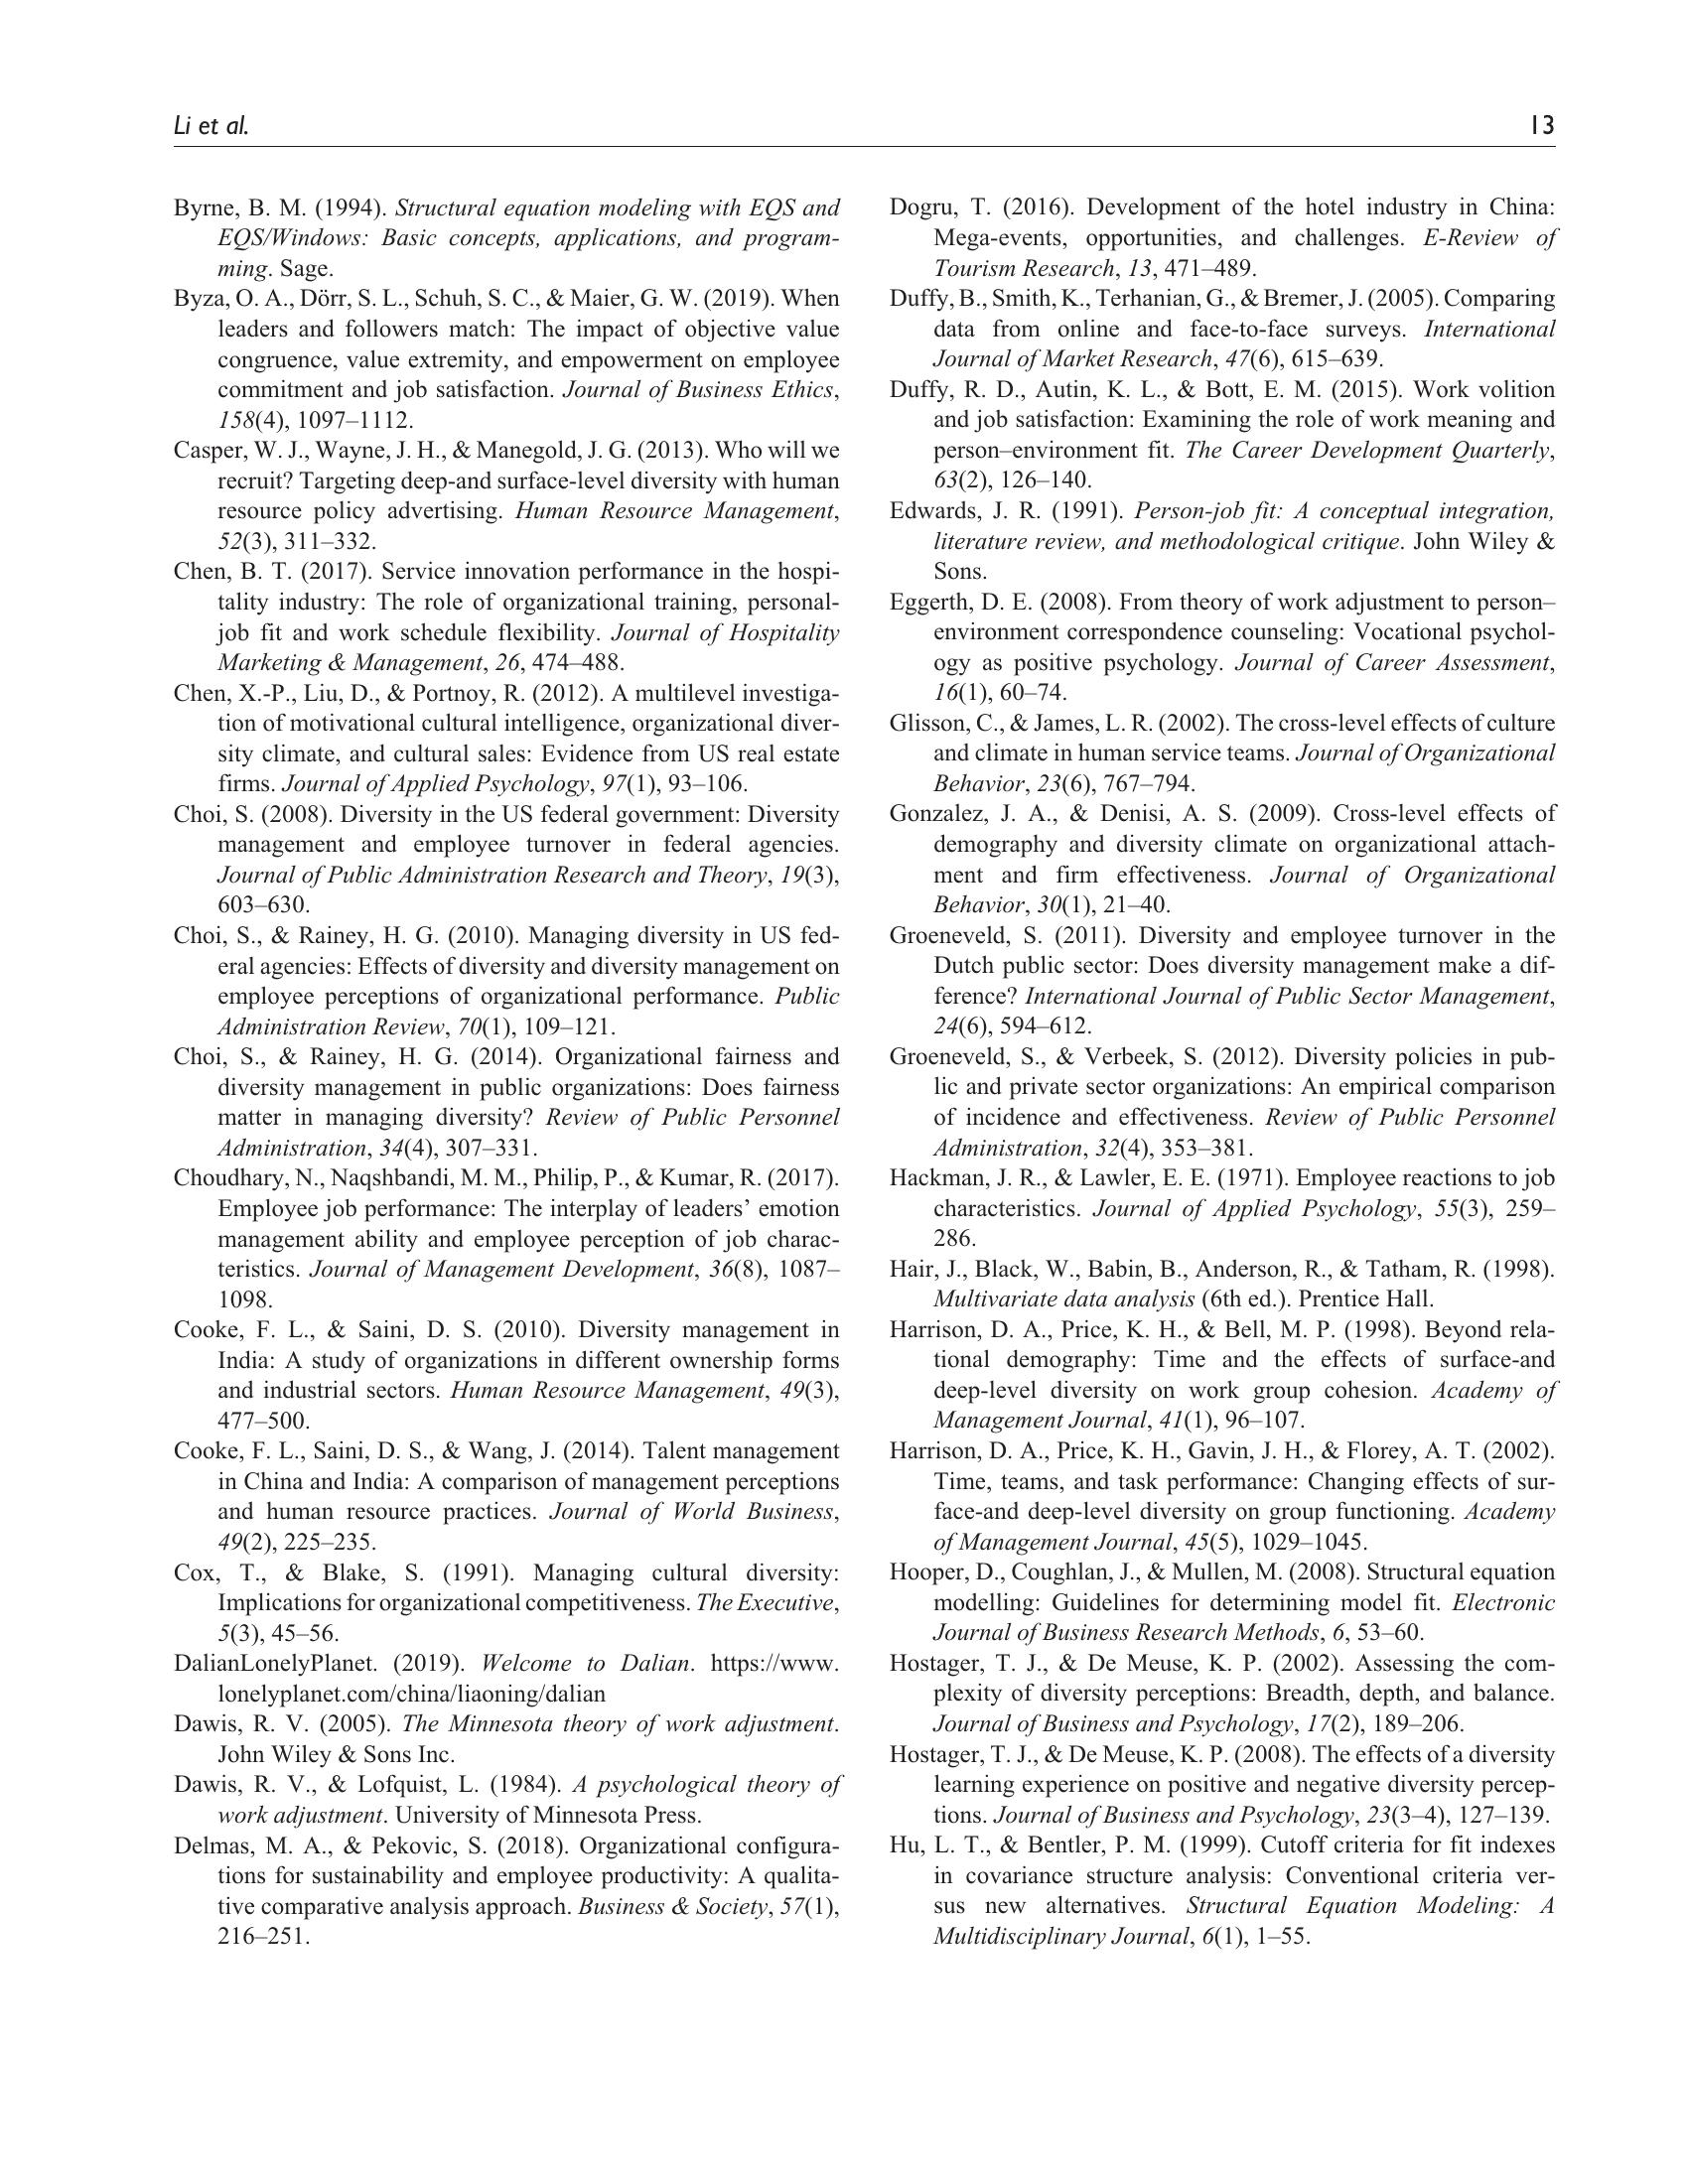 Li et al.
13
Byrne, B. M. (1994). Structural equation modeling with EQS and
EQS/Windows: Basic concepts, applications, and program-
ming. Sage.
Byza, O. A., Dörr, S. L., Schuh, S. C., & Maier, G. W. (2019). When
leaders and followers match: The impact of objective value
congruence, value extremity, and empowerment on employee
commitment and job satisfaction. Journal of Business Ethics,
158(4), 1097–1112.
Casper, W. J., Wayne, J. H., & Manegold, J. G. (2013). Who will we
recruit? Targeting deep-and surface-level diversity with human
resource policy advertising. Human Resource Management,
52(3), 311–332.
Chen, B. T. (2017). Service innovation performance in the hospi-
tality industry: The role of organizational training, personal-
job fit and work schedule flexibility. Journal of Hospitality
Marketing & Management, 26, 474–488.
Chen, X.-P., Liu, D., & Portnoy, R. (2012). A multilevel investiga-
tion of motivational cultural intelligence, organizational diver-
sity climate, and cultural sales: Evidence from US real estate
firms. Journal of Applied Psychology, 97(1), 93–106.
Choi, S. (2008). Diversity in the US federal government: Diversity
management and employee turnover in federal agencies.
Journal of Public Administration Research and Theory, 19(3),
603–630.
Choi, S., & Rainey, H. G. (2010). Managing diversity in US fed-
eral agencies: Effects of diversity and diversity management on
employee perceptions of organizational performance. Public
Administration Review, 70(1), 109–121.
Choi, S., & Rainey, H. G. (2014). Organizational fairness and
diversity management in public organizations: Does fairness
matter in managing diversity? Review of Public Personnel
Administration, 34(4), 307–331.
Choudhary, N., Naqshbandi, M. M., Philip, P., & Kumar, R. (2017).
Employee job performance: The interplay of leaders’ emotion
management ability and employee perception of job charac-
teristics. Journal of Management Development, 36(8), 1087–
1098.
Cooke, F. L., & Saini, D. S. (2010). Diversity management in
India: A study of organizations in different ownership forms
and industrial sectors. Human Resource Management, 49(3),
477–500.
Cooke, F. L., Saini, D. S., & Wang, J. (2014). Talent management
in China and India: A comparison of management perceptions
and human resource practices. Journal of World Business,
49(2), 225–235.
Cox, T., & Blake, S. (1991). Managing cultural diversity:
Implications for organizational competitiveness. The Executive,
5(3), 45–56.
DalianLonelyPlanet. (2019). Welcome to Dalian. https://www.
lonelyplanet.com/china/liaoning/dalian
Dawis, R. V. (2005). The Minnesota theory of work adjustment.
John Wiley & Sons Inc.
Dawis, R. V., & Lofquist, L. (1984). A psychological theory of
work adjustment. University of Minnesota Press.
Delmas, M. A., & Pekovic, S. (2018). Organizational configura-
tions for sustainability and employee productivity: A qualita-
tive comparative analysis approach. Business & Society, 57(1),
216–251.
Dogru, T. (2016). Development of the hotel industry in China:
Mega-events, opportunities, and challenges. E-Review of
Tourism Research, 13, 471–489.
Duffy, B., Smith, K., Terhanian, G., & Bremer, J. (2005). Comparing
data from online and face-to-face surveys. International
Journal of Market Research, 47(6), 615–639.
Duffy, R. D., Autin, K. L., & Bott, E. M. (2015). Work volition
and job satisfaction: Examining the role of work meaning and
person–environment fit. The Career Development Quarterly,
63(2), 126–140.
Edwards, J. R. (1991). Person-job fit: A conceptual integration,
literature review, and methodological critique. John Wiley &
Sons.
Eggerth, D. E. (2008). From theory of work adjustment to person–
environment correspondence counseling: Vocational psychol-
ogy as positive psychology. Journal of Career Assessment,
16(1), 60–74.
Glisson, C., & James, L. R. (2002). The cross-level effects of culture
and climate in human service teams. Journal of Organizational
Behavior, 23(6), 767–794.
Gonzalez, J. A., & Denisi, A. S. (2009). Cross-level effects of
demography and diversity climate on organizational attach-
ment and firm effectiveness. Journal of Organizational
Behavior, 30(1), 21–40.
Groeneveld, S. (2011). Diversity and employee turnover in the
Dutch public sector: Does diversity management make a dif-
ference? International Journal of Public Sector Management,
24(6), 594–612.
Groeneveld, S., & Verbeek, S. (2012). Diversity policies in pub-
lic and private sector organizations: An empirical comparison
of incidence and effectiveness. Review of Public Personnel
Administration, 32(4), 353–381.
Hackman, J. R., & Lawler, E. E. (1971). Employee reactions to job
characteristics. Journal of Applied Psychology, 55(3), 259–
286.
Hair, J., Black, W., Babin, B., Anderson, R., & Tatham, R. (1998).
Multivariate data analysis (6th ed.). Prentice Hall.
Harrison, D. A., Price, K. H., & Bell, M. P. (1998). Beyond rela-
tional demography: Time and the effects of surface-and
deep-level diversity on work group cohesion. Academy of
Management Journal, 41(1), 96–107.
Harrison, D. A., Price, K. H., Gavin, J. H., & Florey, A. T. (2002).
Time, teams, and task performance: Changing effects of sur-
face-and deep-level diversity on group functioning. Academy
of Management Journal, 45(5), 1029–1045.
Hooper, D., Coughlan, J., & Mullen, M. (2008). Structural equation
modelling: Guidelines for determining model fit. Electronic
Journal of Business Research Methods, 6, 53–60.
Hostager, T. J., & De Meuse, K. P. (2002). Assessing the com-
plexity of diversity perceptions: Breadth, depth, and balance.
Journal of Business and Psychology, 17(2), 189–206.
Hostager, T. J., & De Meuse, K. P. (2008). The effects of a diversity
learning experience on positive and negative diversity percep-
tions. Journal of Business and Psychology, 23(3–4), 127–139.
Hu, L. T., & Bentler, P. M. (1999). Cutoff criteria for fit indexes
in covariance structure analysis: Conventional criteria ver-
sus new alternatives. Structural Equation Modeling: A
Multidisciplinary Journal, 6(1), 1–55.